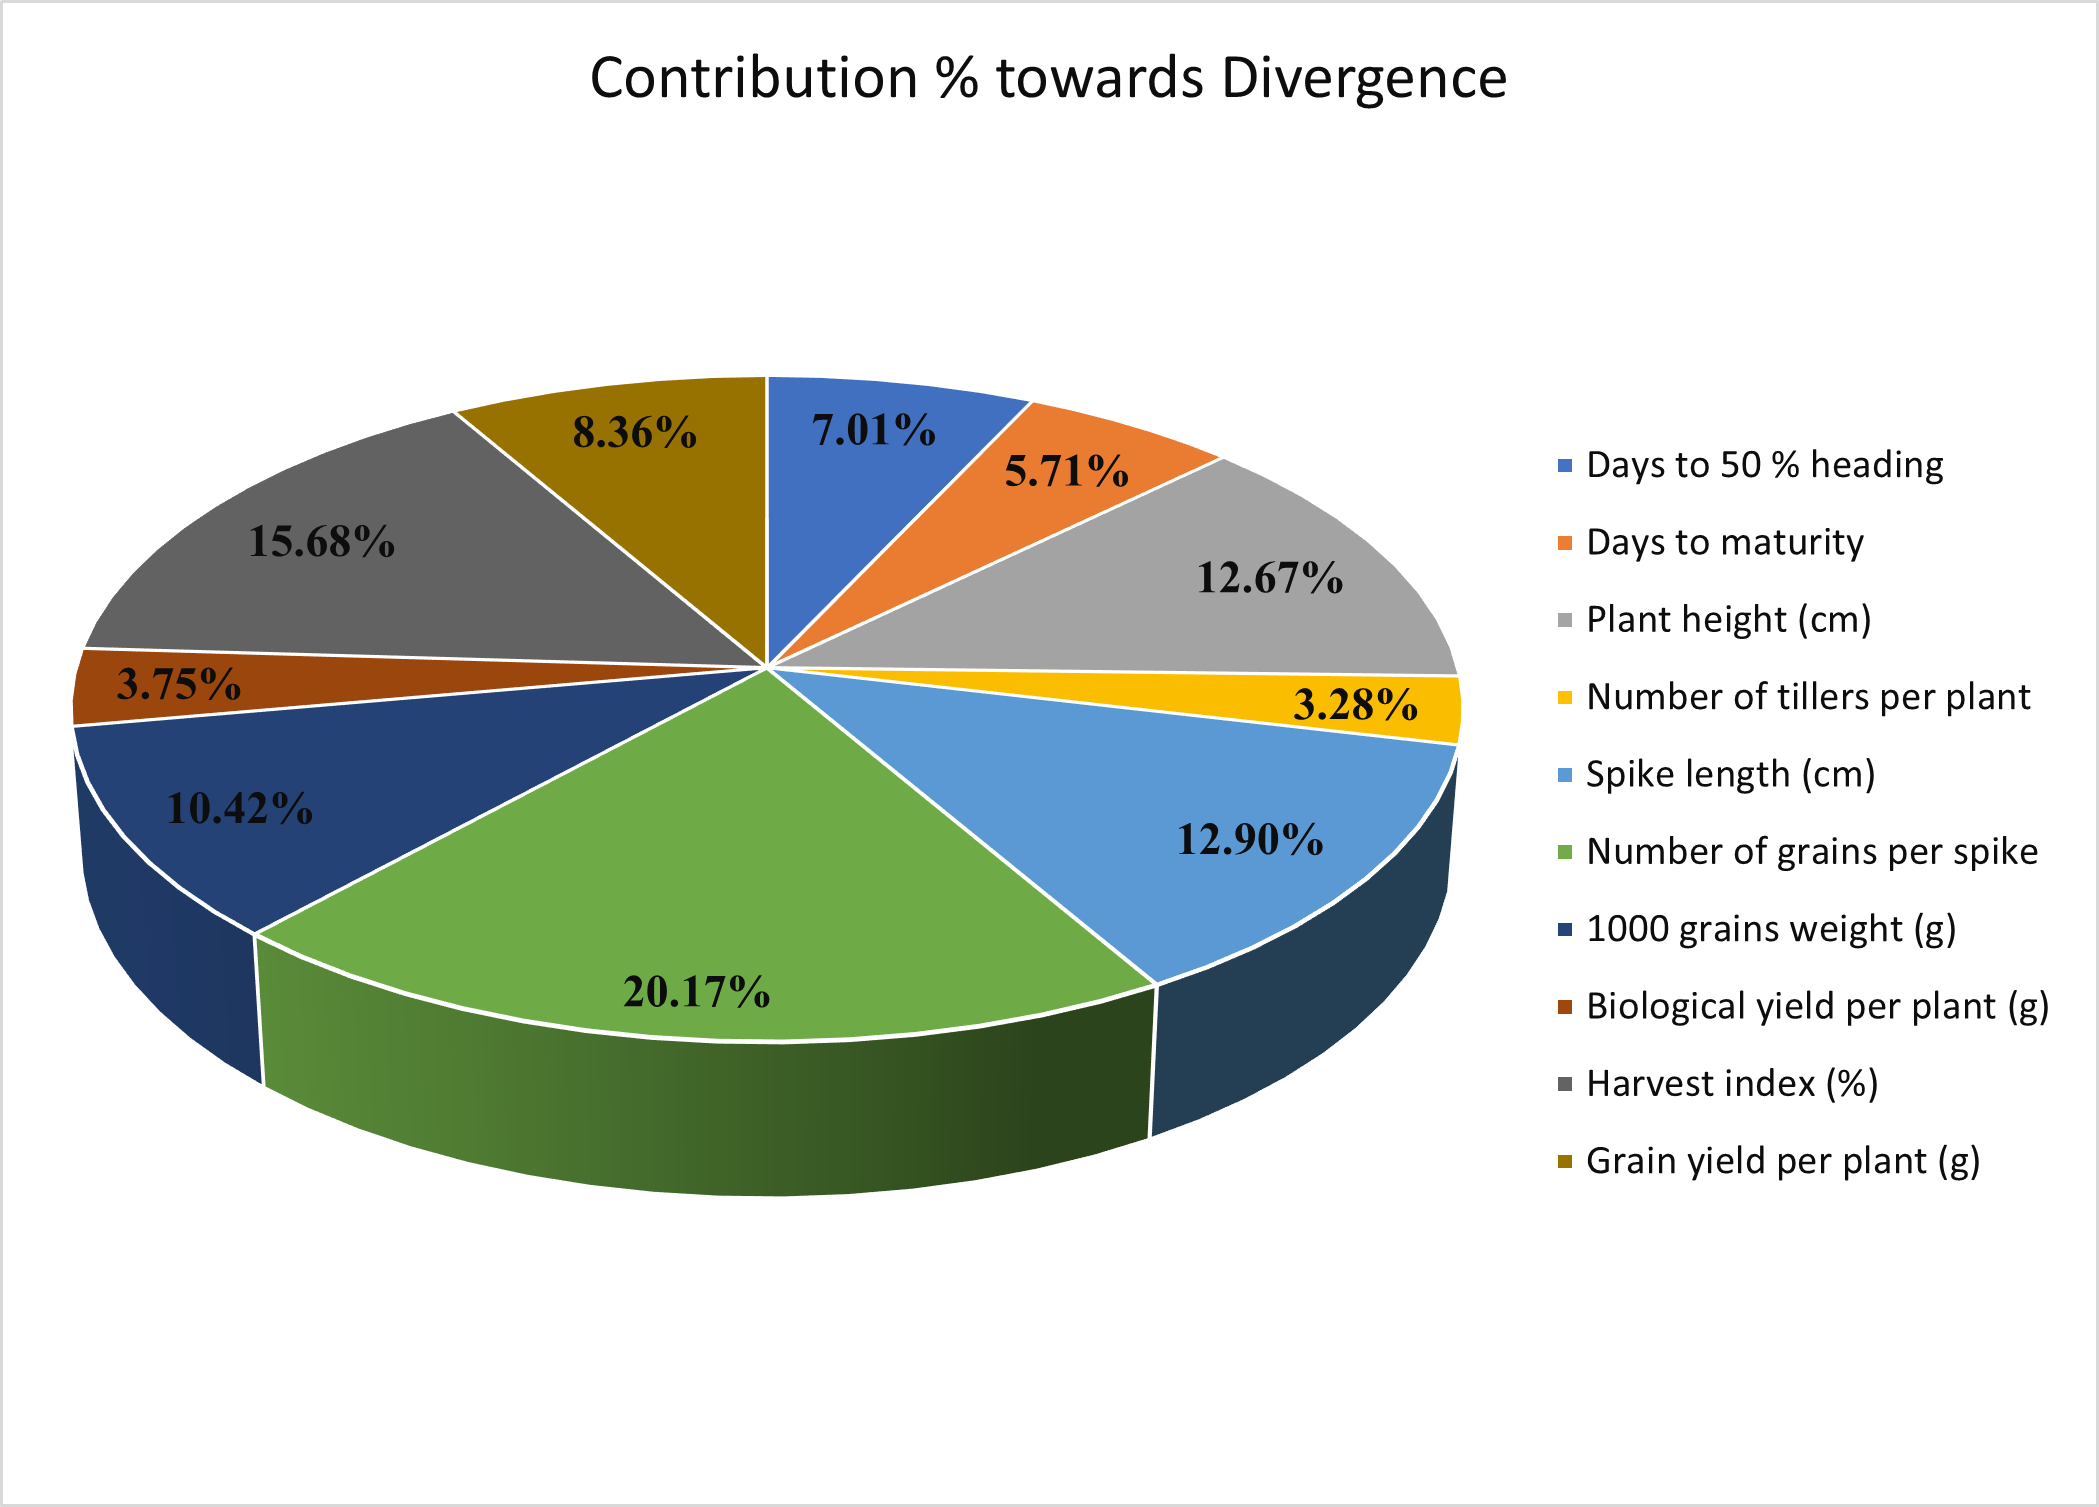 Contribution % towards Divergence
8.36%
7.01%
5.71%
15.68%
12.67%
3.75%
3.28%
10.42%
12.90%
20.17%
Days to 50 % heading
Days to maturity
Plant height (cm)
Number of tillers per plant
Spike length (cm)
Number of grains per spike
1000 grains weight (g)
Biological yield per plant (g)
Harvest index (%)
Grain yield per plant (g)